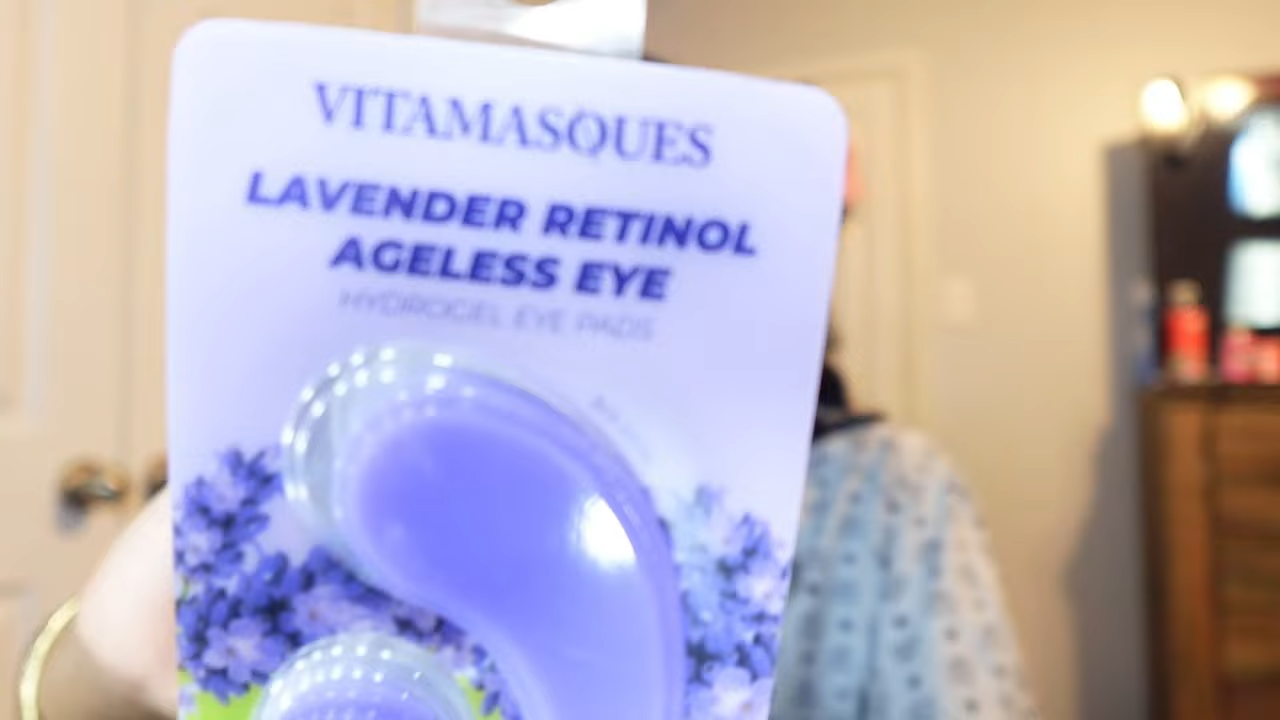 VITAMASQUES
LAVENDER RETINOL
AGELESS EYE
HYDROGEL EYE PADS